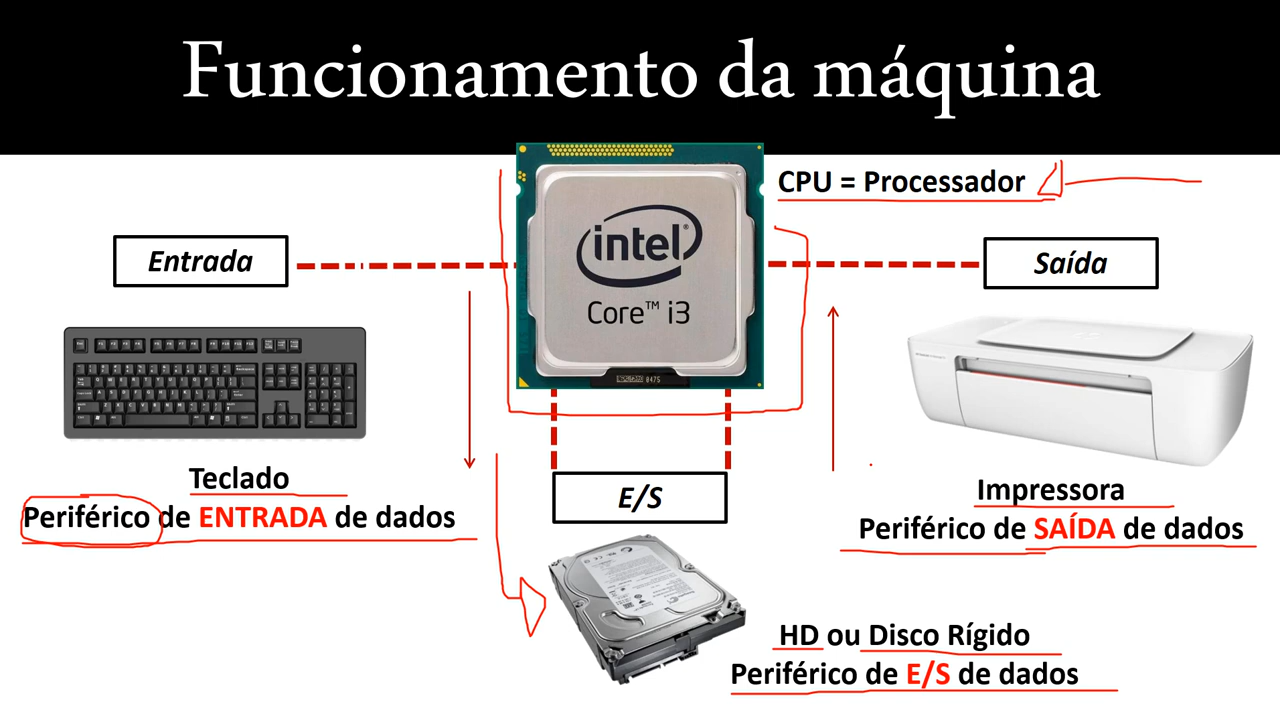 Funcionamento da máquina
CPU = Processador
intel®
Core™ i3
Entrada
Saída
Teclado
Periférico de ENTRADA de dados
E/S
Impressora
Periférico de SAÍDA de dados
HD ou Disco Rígido
Periférico de E/S de dados